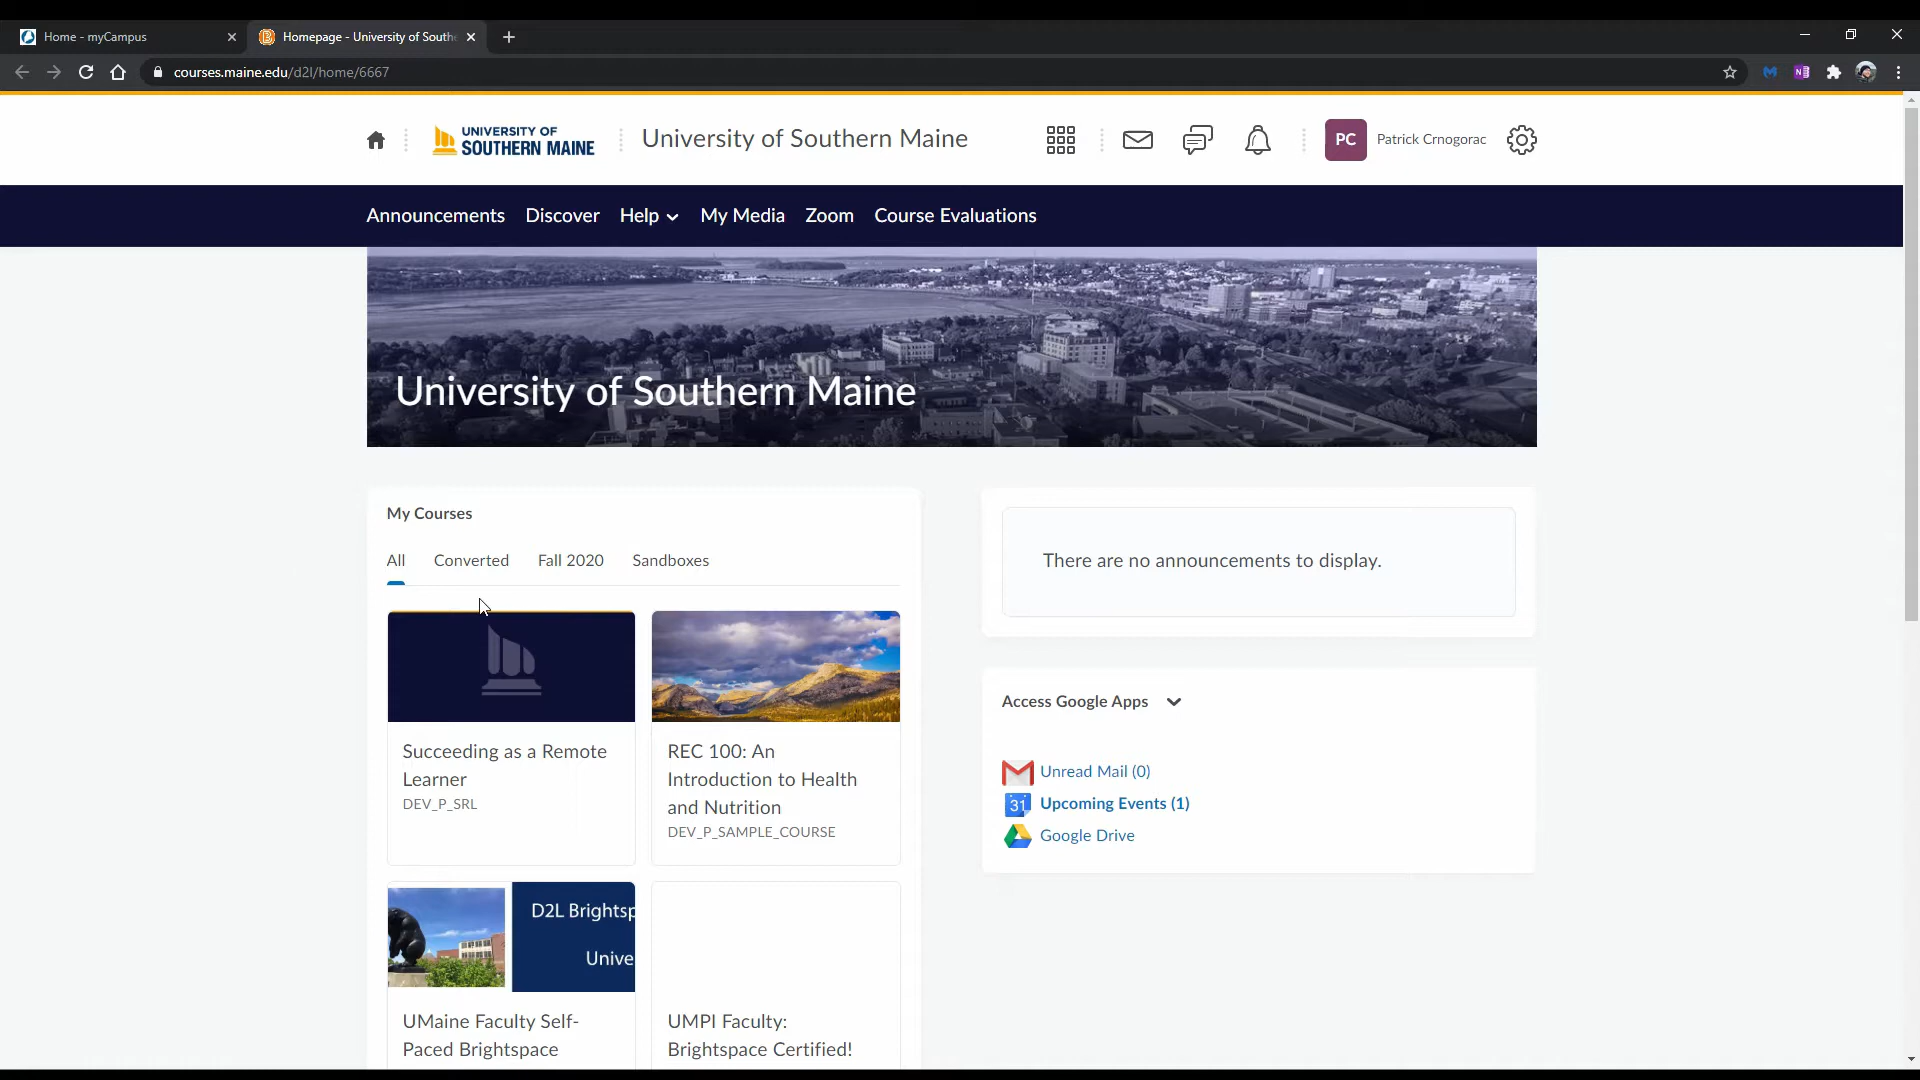 Home - myCampus
Homepage - University of South
courses.maine.edu/d2l/home/6667
UNIVERSITY OF
SOUTHERN MAINE
University of Southern Maine
PC
Patrick Crnogorac
Announcements
Discover
Help
My Media
Zoom
Course Evaluations
University of Southern Maine
My Courses
All
Converted
Fall 2020
Sandboxes
Succeeding as a Remote
Learner
DEV_P_SRL
REC 100: An
Introduction to Health
and Nutrition
DEV_P_SAMPLE_COURSE
D2L Brightsp
Unive
UMaine Faculty Self-
Paced Brightspace
UMPI Faculty:
Brightspace Certified!
There are no announcements to display.
Access Google Apps
Unread Mail (0)
31
Upcoming Events (1)
Google Drive